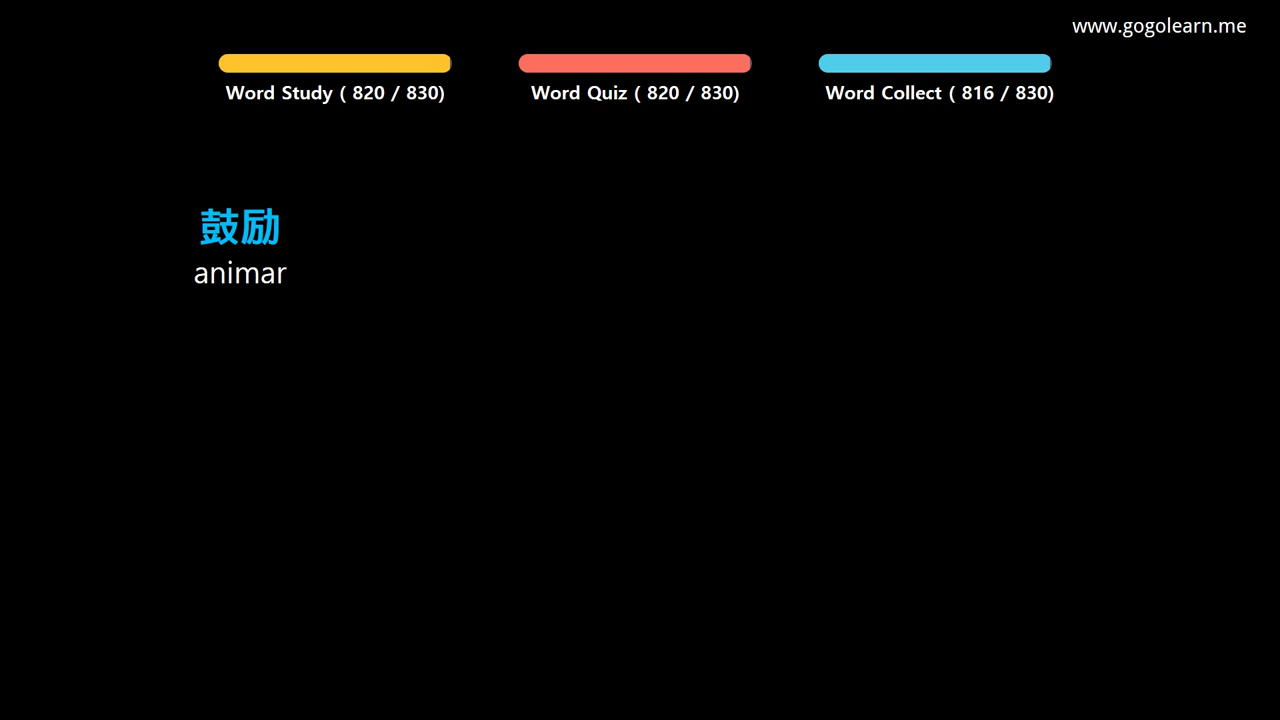 www.gogolearn.me
Word Study ( 820 / 830)
Word Quiz ( 820 / 830)
Word Collect ( 816 / 830)
鼓励
animar